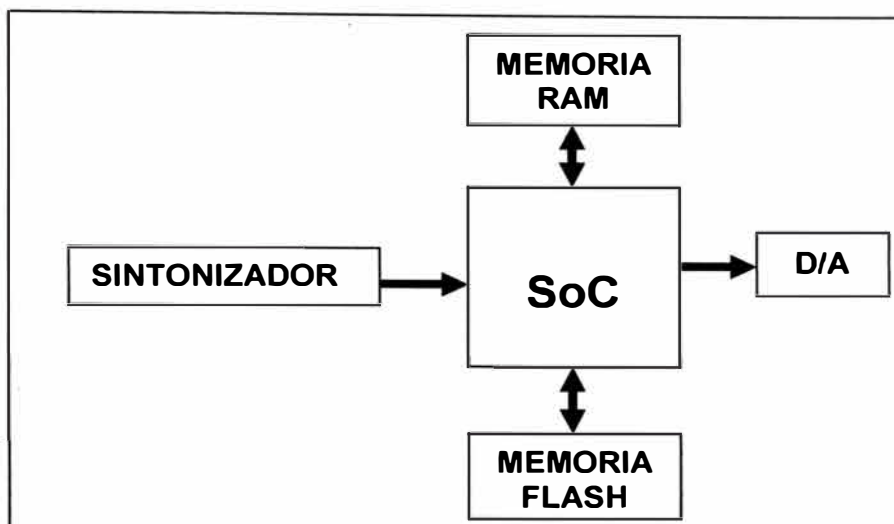 MEMORIA
RAM
SINTONIZADOR
SoC
D/A
MEMORIA
FLASH